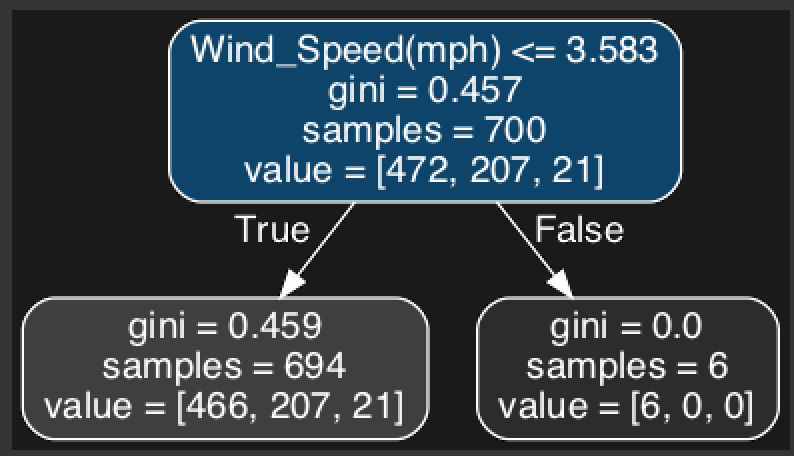 Wind_Speed(mph) <= 3.583
gini = 0.457
samples = 700
value = [472, 207, 21]
True
False
gini = 0.459
samples = 694
value = [466, 207, 21]
gini = 0.0
samples = 6
value = [6, 0, 0]